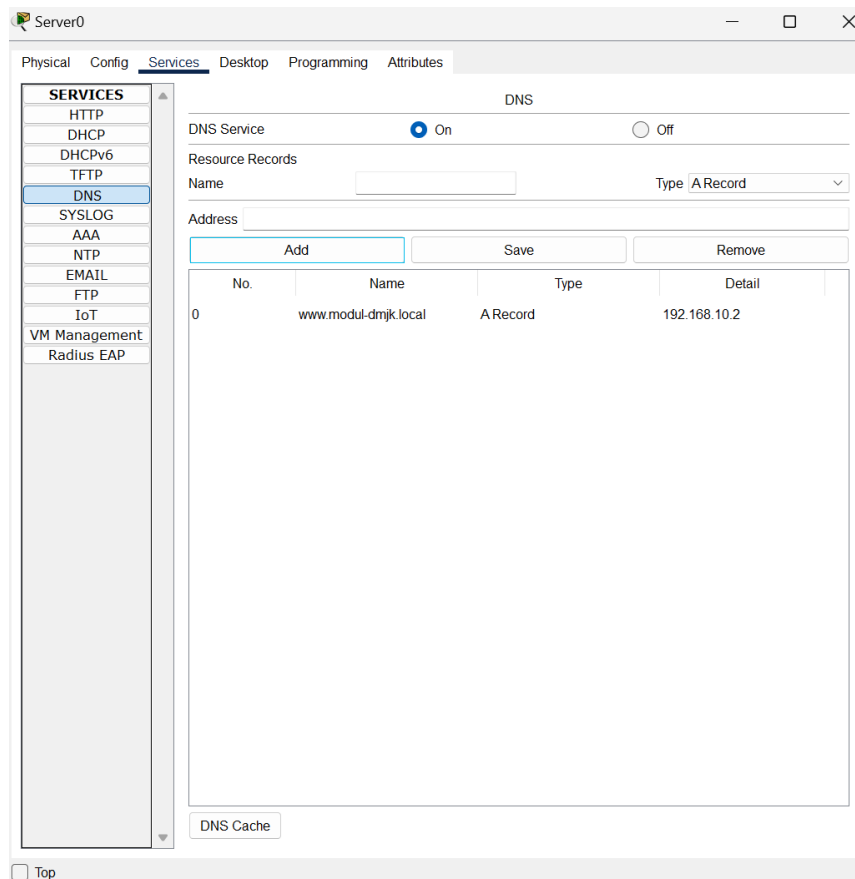 Server0
Physical Config Services Desktop Programming Attributes
SERVICES
HTTP
DHCP
DHCPv6
TFTP
DNS
SYSLOG
AAA
NTP
EMAIL
FTP
IoT
VM Management
Radius EAP
DNS
DNS Service On Off
Resource Records
Name Type A Record
Address
Add Save Remove
No. Name Type Detail
0 www.modul-dmjk.local A Record 192.168.10.2
DNS Cache
Top